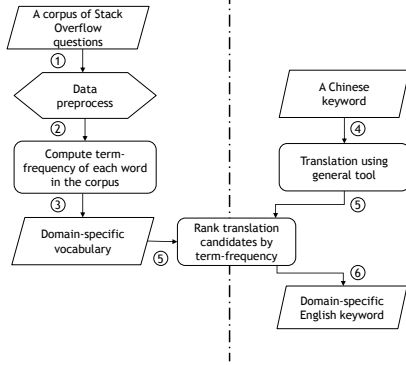 A corpus of Stack
Overflow
questions
①
Data
preprocess
②
Compute term-
frequency of each word
in the corpus
③
Domain-specific
vocabulary
⑤
A Chinese
keyword
④
Translation using
general tool
⑤
Rank translation
candidates by
term-frequency
⑥
Domain-specific
English keyword